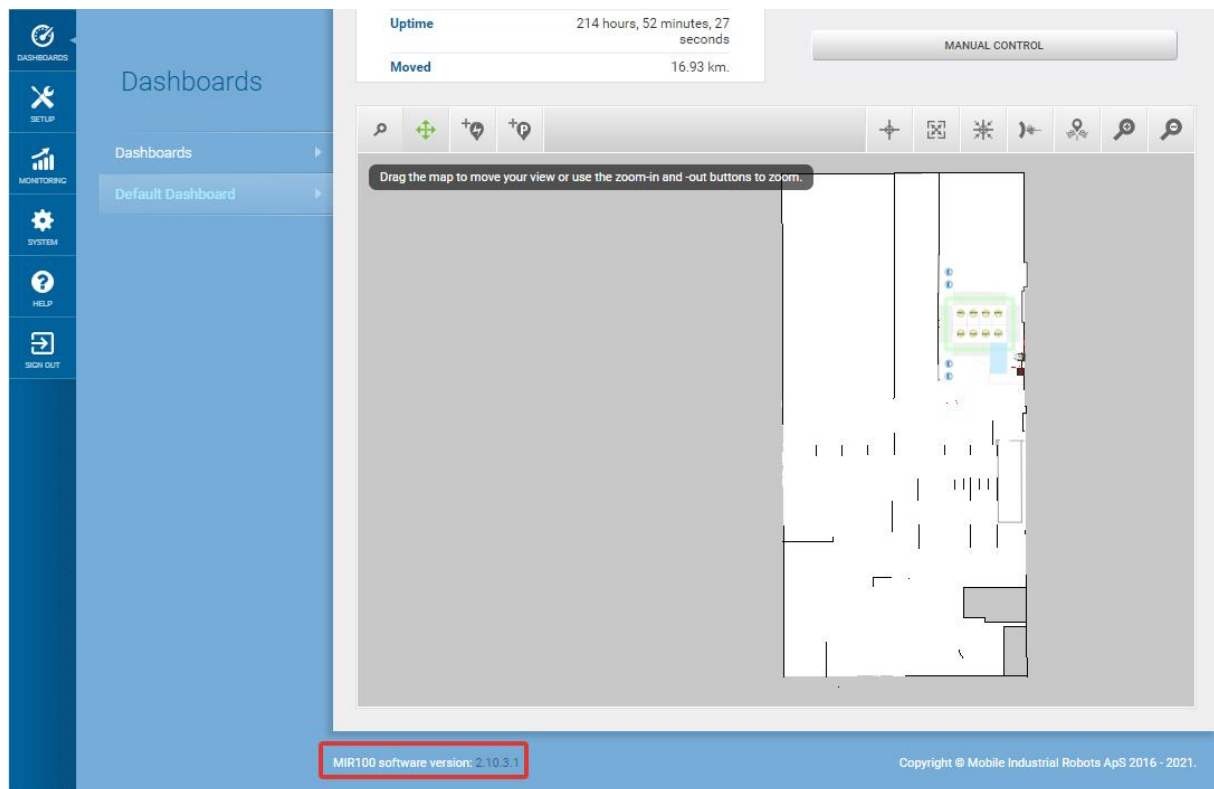 DASHBOARDS
SETUP
MONITORING
SYSTEM
HELP
SIGN OUT
Dashboards
Dashboards
Default Dashboard
Uptime 214 hours, 52 minutes, 27
seconds
Moved 16.93 km.
MANUAL CONTROL
Drag the map to move your view or use the zoom-in and -out buttons to zoom.
MIR100 software version: 2.10.3.1
Copyright © Mobile Industrial Robots ApS 2016 - 2021.